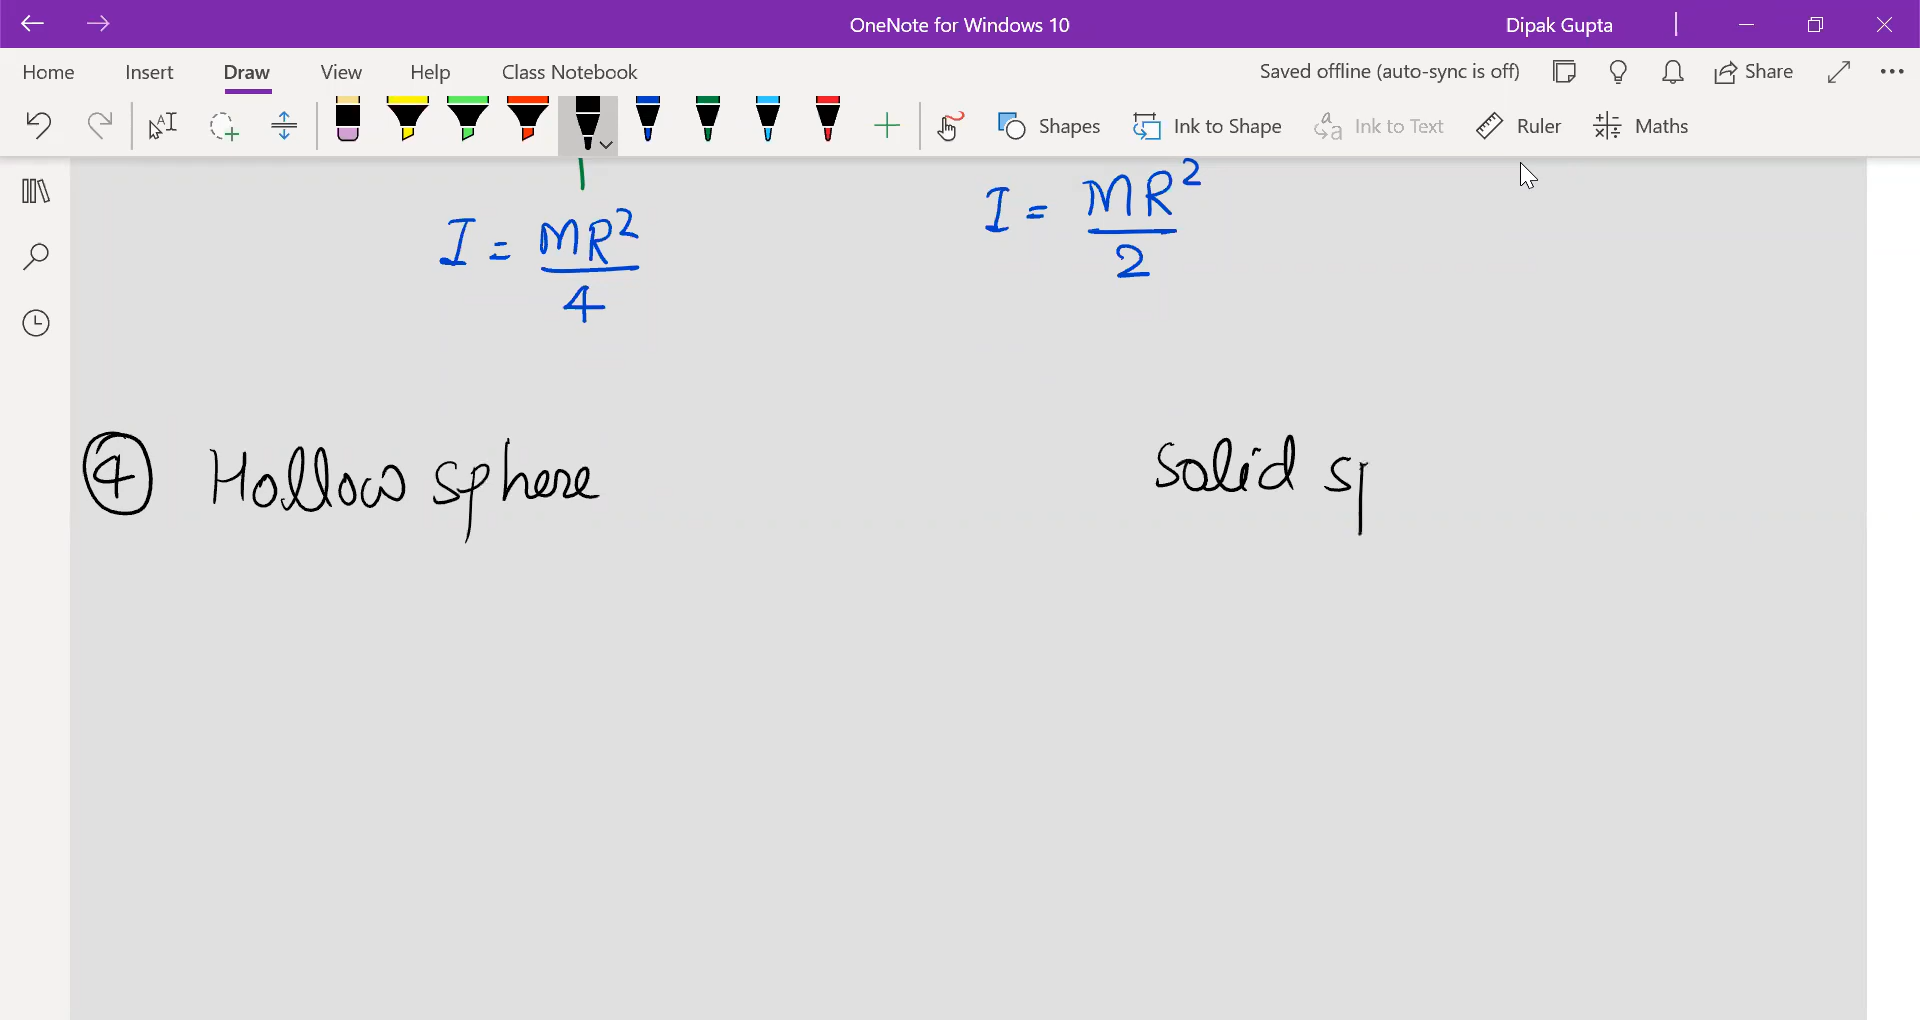 OneNote for Windows 10
Dipak Gupta
Home Insert Draw View Help Class Notebook
Saved offline (auto-sync is off) Share
Shapes Ink to Shape Ink to Text Ruler Maths
I = MR²/4
I = MR²/2
④ Hollow sphere
Solid sp